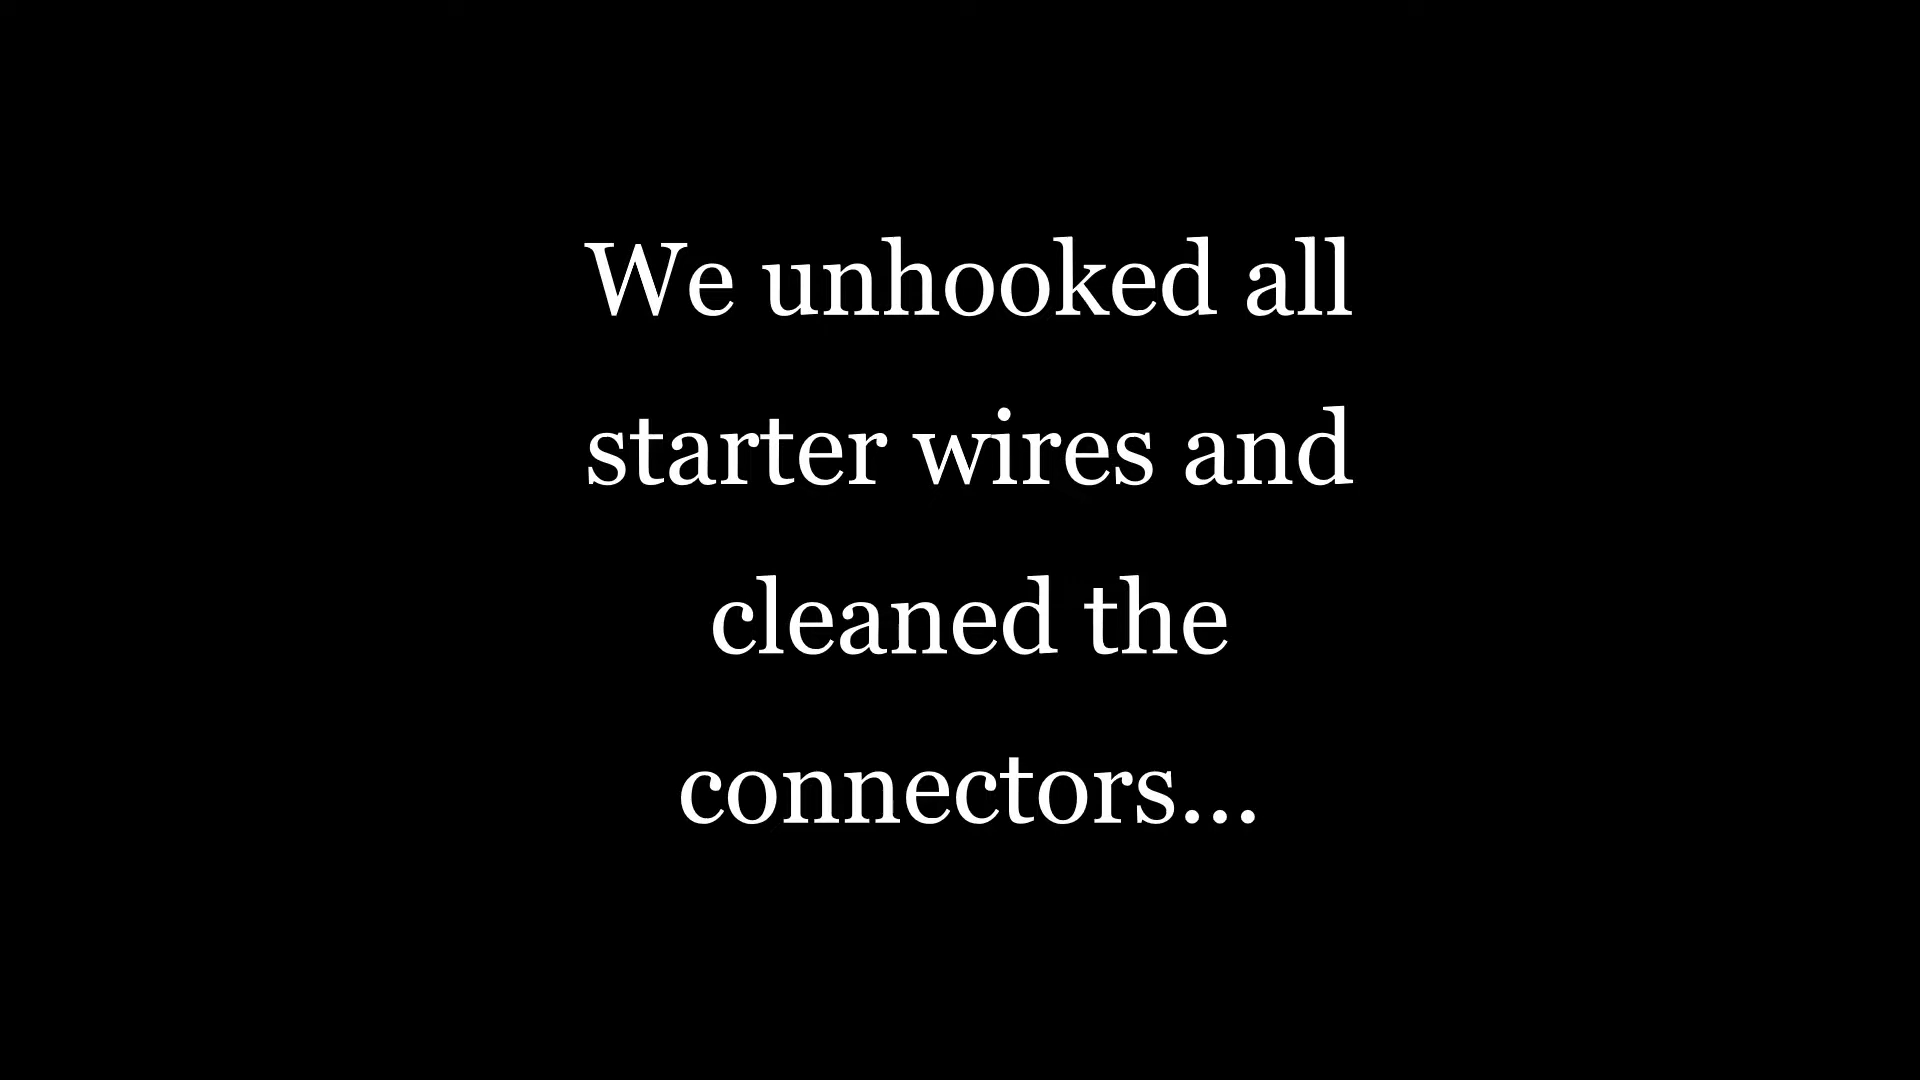 We unhooked all
starter wires and
cleaned the
connectors...